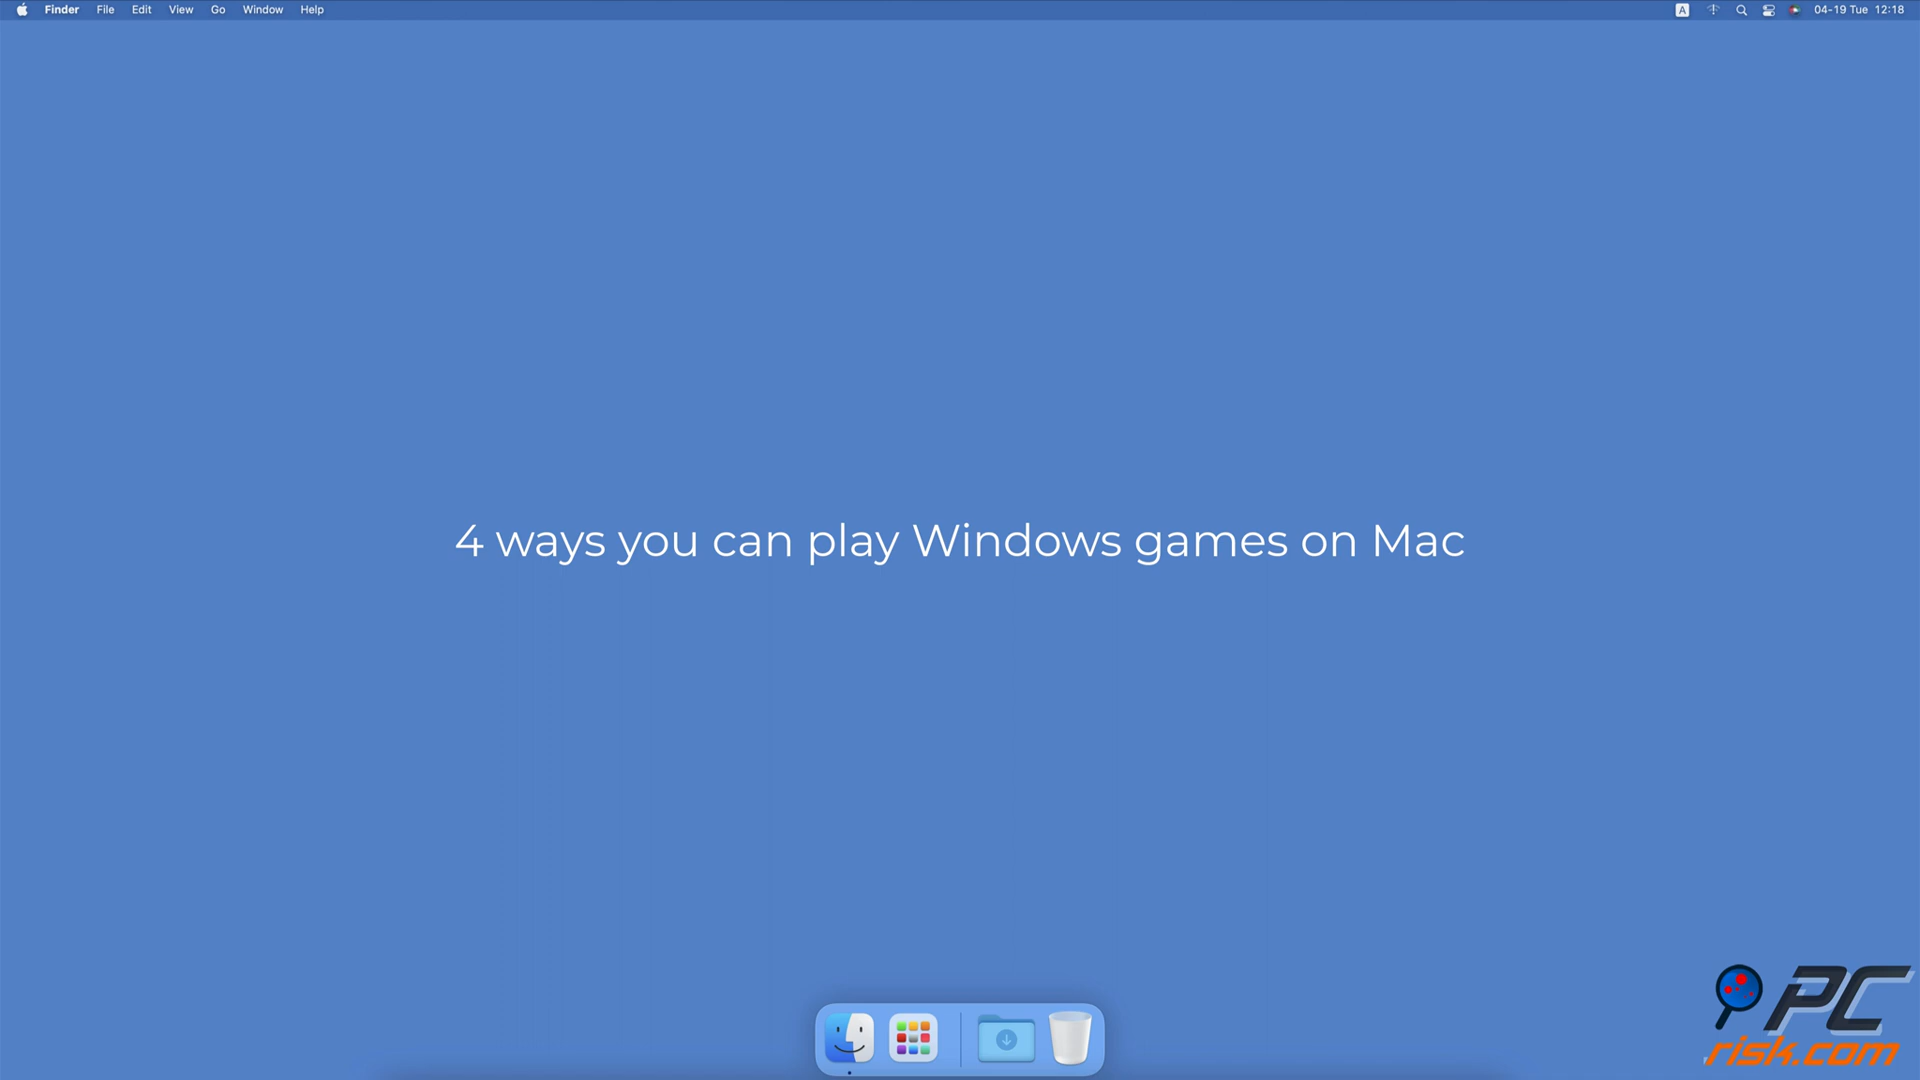 Finder File Edit View Go Window Help A 04-19 Tue 12:18
4 ways you can play Windows games on Mac
PC
risk.com